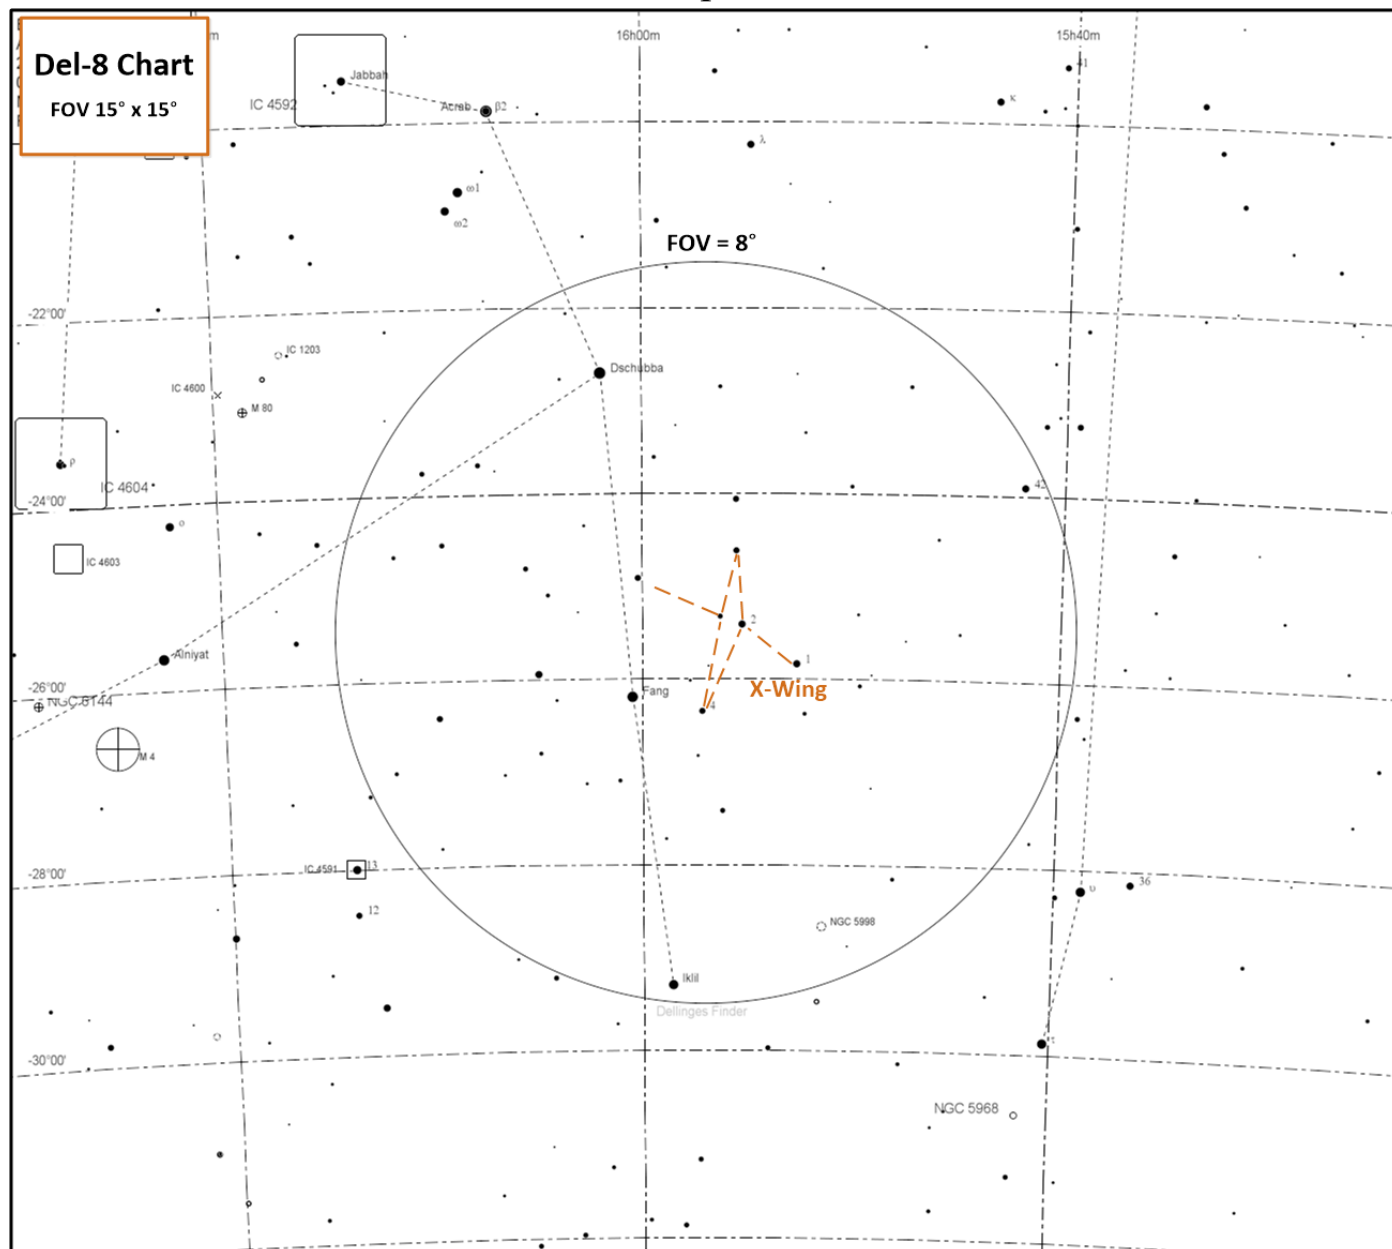 Del-8 Chart
FOV 15° x 15°
m
16h00m
15h40m
Jabbah
IC 4592
Acrab
β2
41
κ
λ
ω1
ω2
FOV = 8°
-22°00'
IC 1203
Dschubba
IC 4600
M 80
ρ
IC 4604
42
-24°00'
ο
IC 4603
2
Alniyat
1
-26°00'
NGC 6144
Fang
X-Wing
4
M 4
IC 4591
13
-28°00'
υ
36
12
NGC 5998
Iklil
Dellinges Finder
-30°00'
NGC 5968